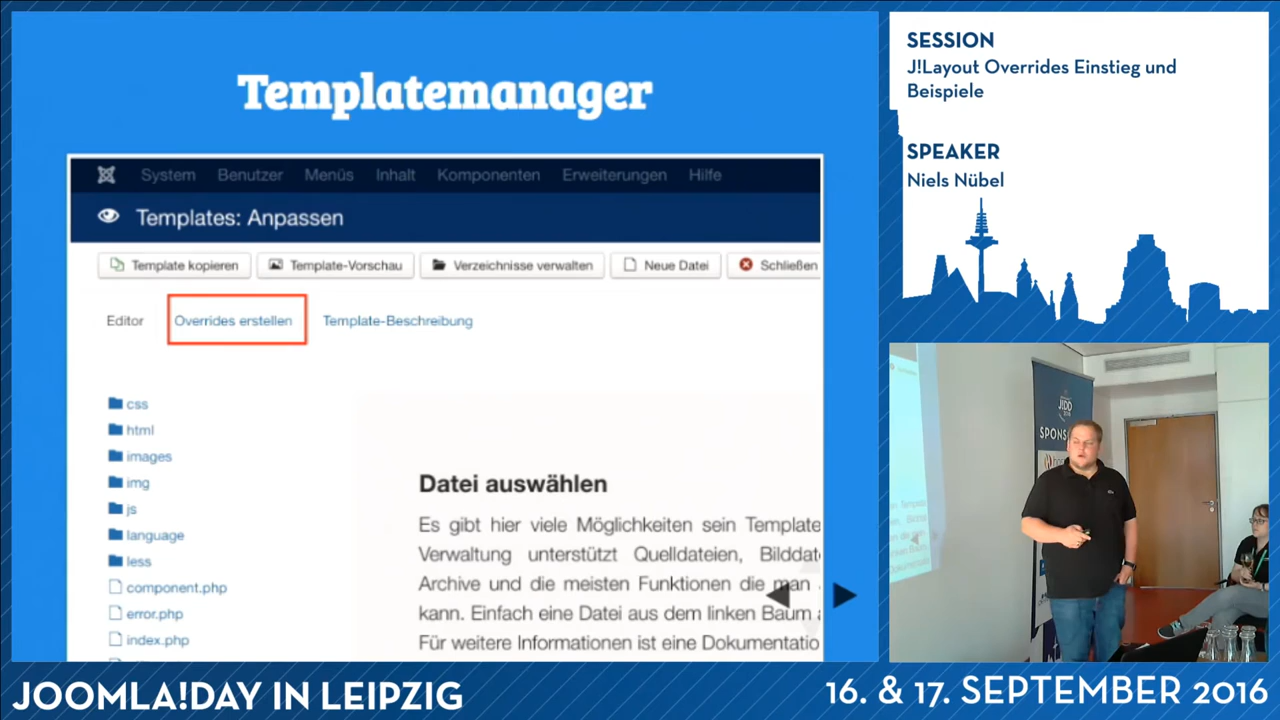 Templatemanager
System Benutzer Menüs Inhalt Komponenten Erweiterungen Hilfe
Templates: Anpassen
Template kopieren Template-Vorschau Verzeichnisse verwalten Neue Datei Schließen
Editor Overrides erstellen Template-Beschreibung
css
html
images
img
js
language
less
component.php
error.php
index.php
Datei auswählen
Es gibt hier viele Möglichkeiten sein Template
Verwaltung unterstützt Quelldateien, Bilddat
Archive und die meisten Funktionen die man
kann. Einfach eine Datei aus dem linken Baum
Für weitere Informationen ist eine Dokumentatio
SESSION
J!Layout Overrides Einstieg und
Beispiele
SPEAKER
Niels Nübel
J!DD
SPONS
JOOMLA!DAY IN LEIPZIG
16. & 17. SEPTEMBER 2016